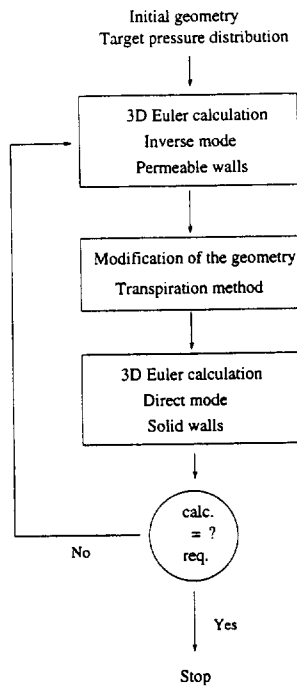 Initial geometry
Target pressure distribution
3D Euler calculation
Inverse mode
Permeable walls
Modification of the geometry
Transpiration method
3D Euler calculation
Direct mode
Solid walls
calc.
= ?
req.
No
Yes
Stop